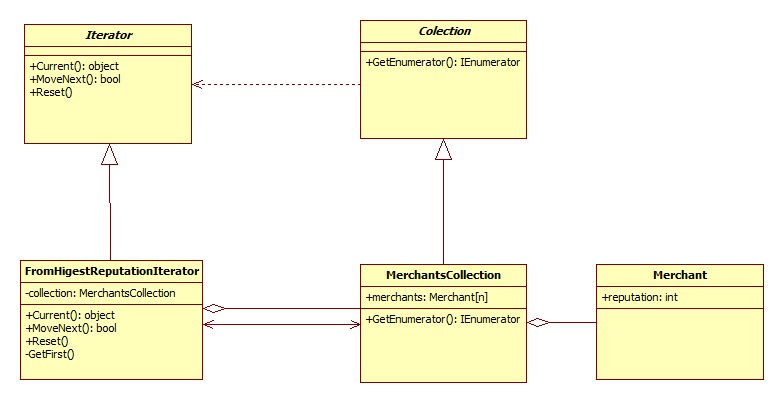 Iterator
+Current(): object
+MoveNext(): bool
+Reset()
Colection
+GetEnumerator(): IEnumerator
FromHigestReputationIterator
-collection: MerchantsCollection
+Current(): object
+MoveNext(): bool
+Reset()
-GetFirst()
MerchantsCollection
+merchants: Merchant[n]
+GetEnumerator(): IEnumerator
Merchant
+reputation: int